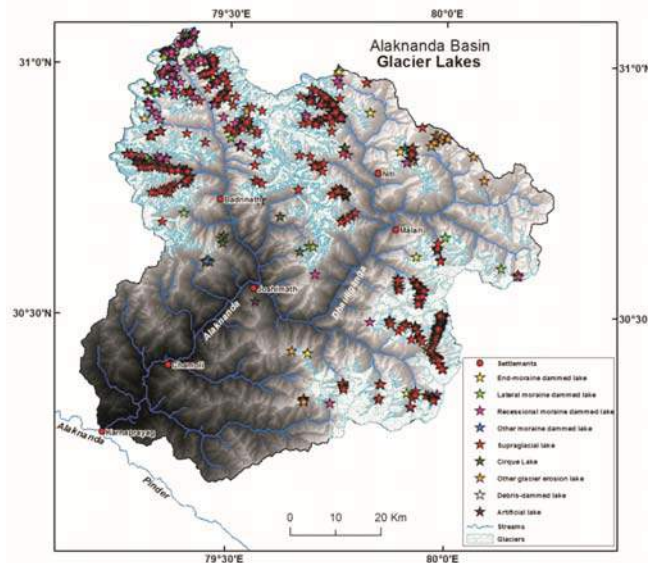 79°30'E
80°0'E
Alaknanda Basin
Glacier Lakes
31°0'N
31°0'N
Niti
Badrinath
Malari
Dhauliganga
Joshimath
30°30'N
30°30'N
Alaknanda
Chamoli
Karnaprayag
Alaknanda
Pinder
Settlements
End-moraine dammed lake
Lateral moraine dammed lake
Recessional moraine dammed lake
Other moraine dammed lake
Supraglacial lake
Cirque Lake
Other glacier erosion lake
Debris-dammed lake
Artificial lake
Streams
Glaciers
0 10 20 Km
79°30'E
80°0'E